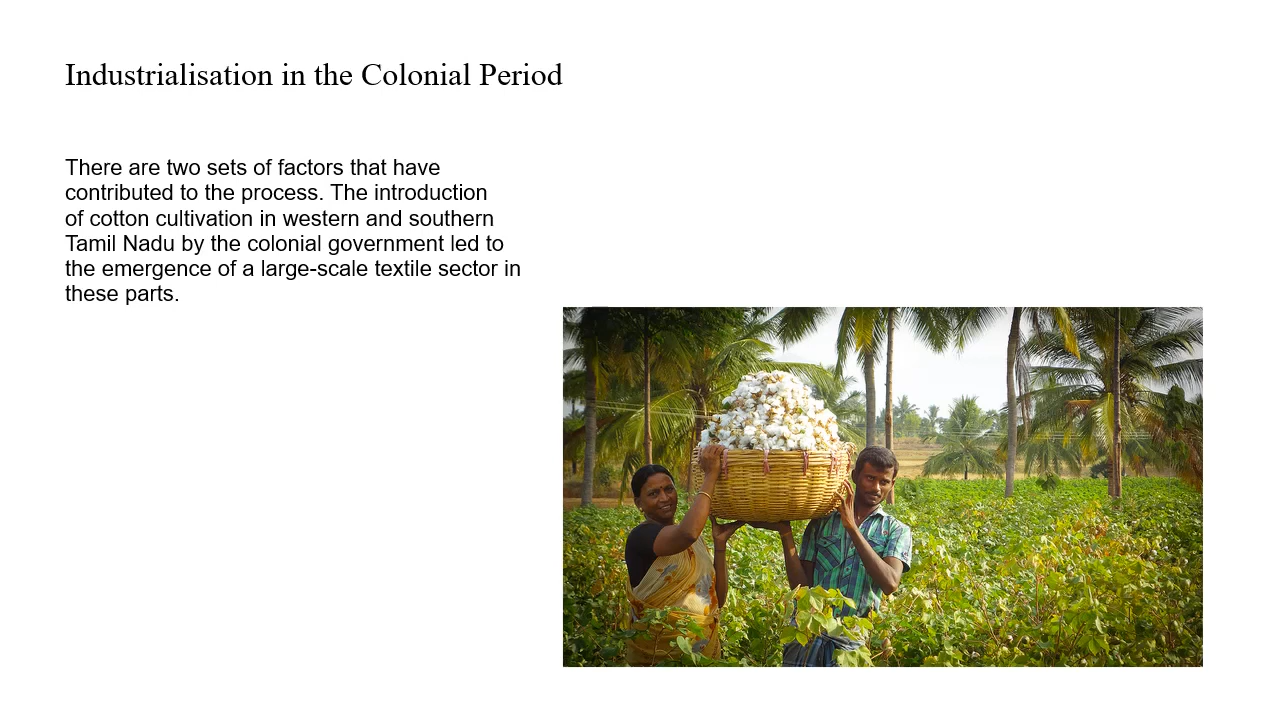 Industrialisation in the Colonial Period
There are two sets of factors that have
contributed to the process. The introduction
of cotton cultivation in western and southern
Tamil Nadu by the colonial government led to
the emergence of a large-scale textile sector in
these parts.